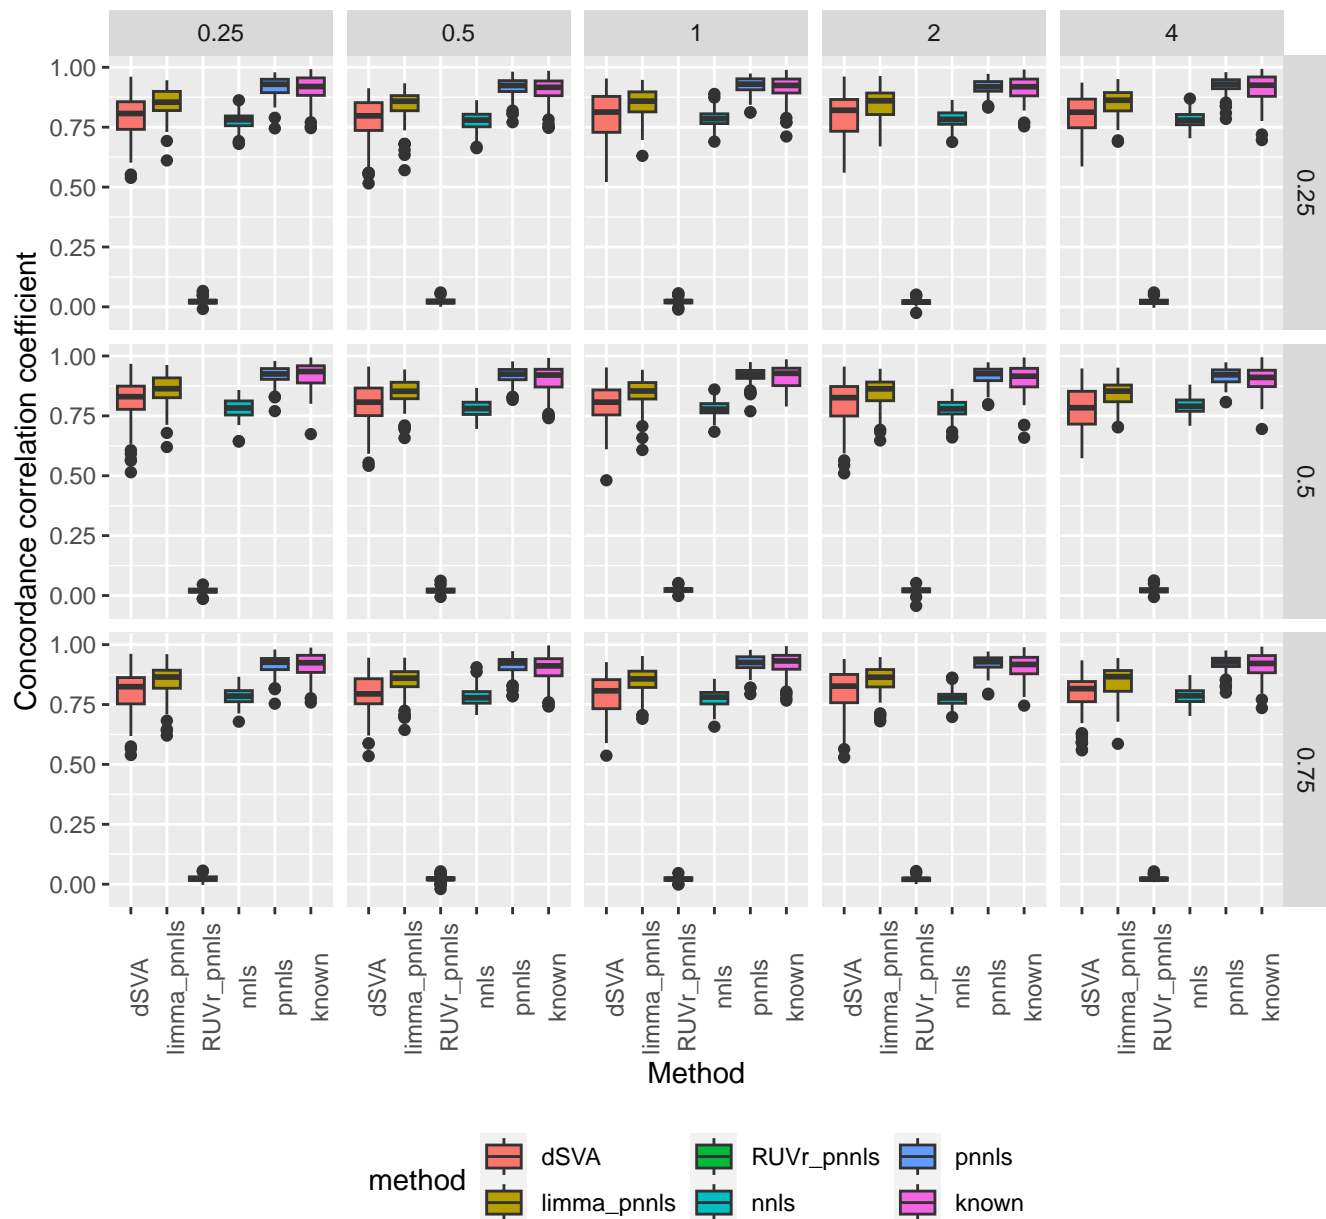 0.25 0.5 1 2 4
Concordance correlation coefficient
1.00
0.75
0.50
0.25
0.00
0.25
1.00
0.75
0.50
0.25
0.00
0.5
1.00
0.75
0.50
0.25
0.00
0.75
dSVA limma_pnnls RUVr_pnnls nnls pnnls known
dSVA limma_pnnls RUVr_pnnls nnls pnnls known
dSVA limma_pnnls RUVr_pnnls nnls pnnls known
dSVA limma_pnnls RUVr_pnnls nnls pnnls known
dSVA limma_pnnls RUVr_pnnls nnls pnnls known
Method
method
dSVA RUVr_pnnls pnnls
limma_pnnls nnls known